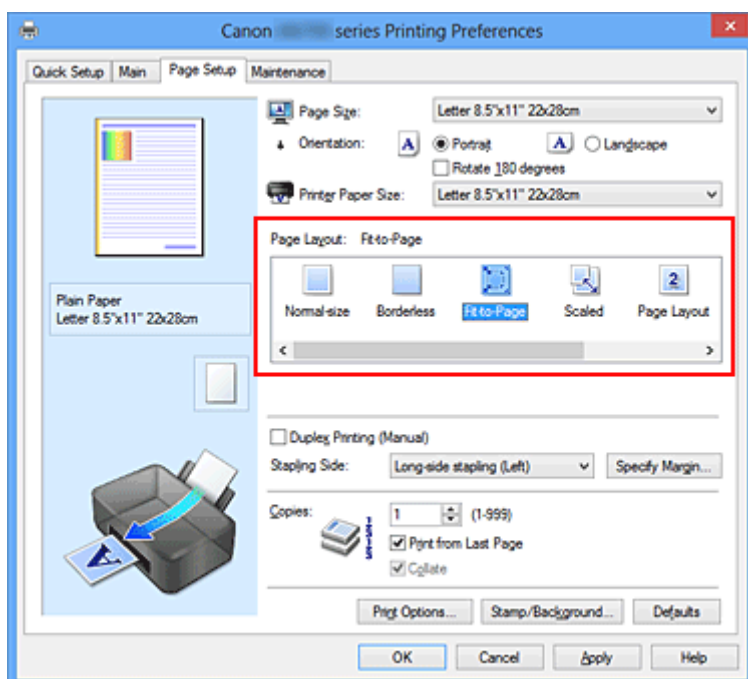 Canon series Printing Preferences
Quick Setup Main Page Setup Maintenance
Page Size: Letter 8.5"x11" 22x28cm
Orientation: A Portrait A Landscape
Rotate 180 degrees
Printer Paper Size: Letter 8.5"x11" 22x28cm
Page Layout: Fit-to-Page
2
Normal-size Borderless Fit-to-Page Scaled Page Layout
Plain Paper
Letter 8.5"x11" 22x28cm
Duplex Printing (Manual)
Stapling Side: Long-side stapling (Left) Specify Margin...
Copies: 1 (1-999)
Print from Last Page
Collate
A
Print Options... Stamp/Background... Defaults
OK Cancel Apply Help